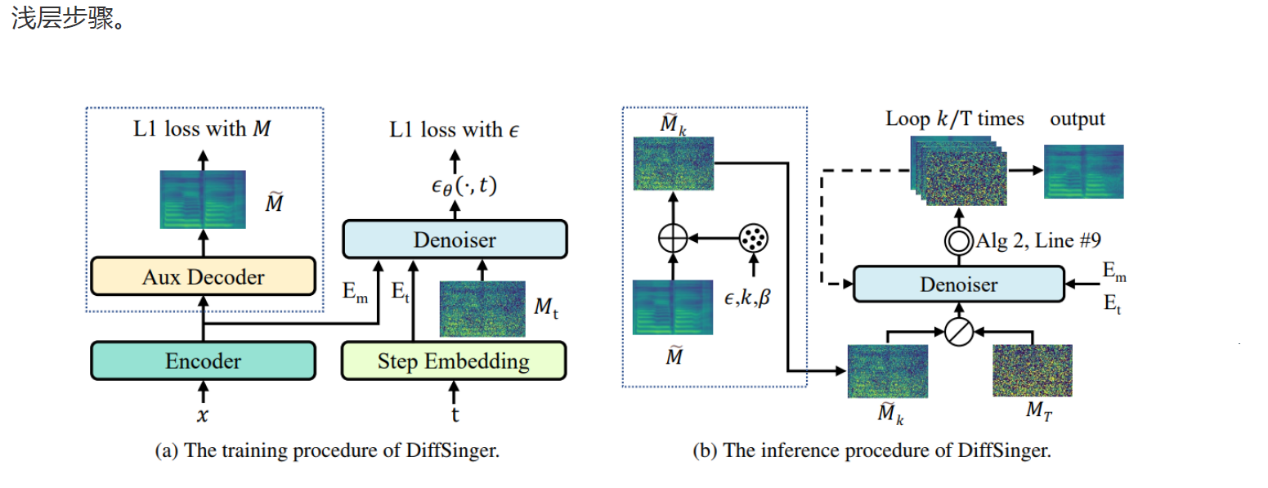 浅层步骤。
L1 loss with M
M̃
Aux Decoder
Encoder
x
L1 loss with ϵ
ϵθ(·, t)
Denoiser
Em
Et
Mt
Step Embedding
t
(a) The training procedure of DiffSinger.
M̃k
ϵ,k,β
M̃
Loop k/T times
output
Alg 2, Line #9
Denoiser
Em
Et
M̃k
MT
(b) The inference procedure of DiffSinger.